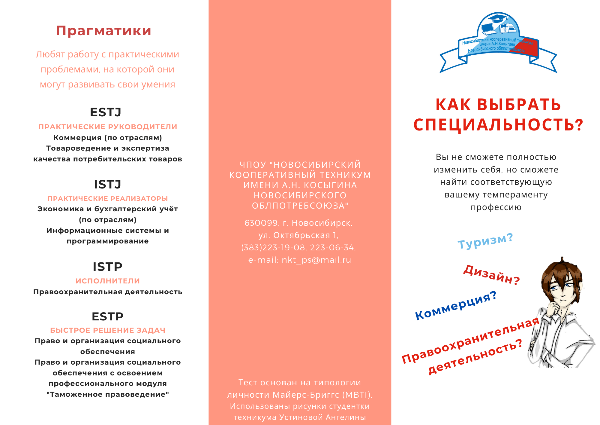 Прагматики
Любят работу с практическими
проблемами, на которой они
могут развивать свои умения
ESTJ
ПРАКТИЧЕСКИЕ РУКОВОДИТЕЛИ
Коммерция (по отраслям)
Товароведение и экспертиза
качества потребительских товаров
ISTJ
ПРАКТИЧЕСКИЕ РЕАЛИЗАТОРЫ
Экономика и бухгалтерский учёт
(по отраслям)
Информационные системы и
программирование
ISTP
ИСПОЛНИТЕЛИ
Правоохранительная деятельность
ESTP
БЫСТРОЕ РЕШЕНИЕ ЗАДАЧ
Право и организация социального
обеспечения
Право и организация социального
обеспечения с освоением
профессионального модуля
"Таможенное правоведение"
ЧПОУ "НОВОСИБИРСКИЙ
КООПЕРАТИВНЫЙ ТЕХНИКУМ
ИМЕНИ А.Н. КОСЫГИНА
НОВОСИБИРСКОГО
ОБЛПОТРЕБСОЮЗА"
630099, г. Новосибирск,
ул. Октябрьская 1,
(383)223-19-08, 223-06-34
e-mail: nkt_ps@mail.ru
Тест основан на типологии
личности Майерс-Бриггс (MBTI).
Использованы рисунки студентки
техникума Устиновой Ангелины
КАК ВЫБРАТЬ
СПЕЦИАЛЬНОСТЬ?
Вы не сможете полностью
изменить себя, но сможете
найти соответствующую
вашему темпераменту
профессию
Туризм?
Дизайн?
Коммерция?
Правоохранительная
деятельность?